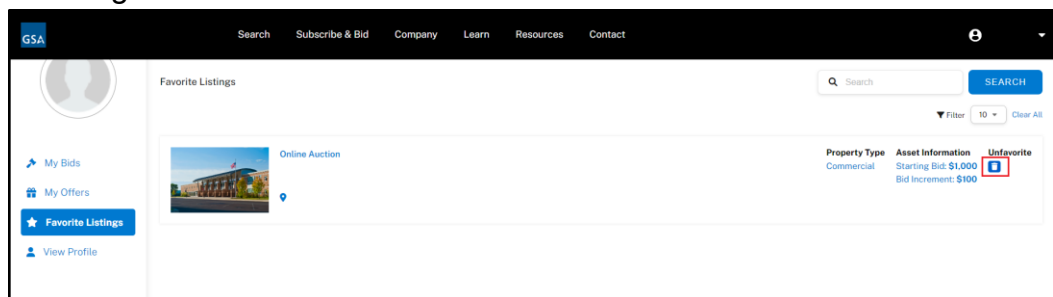 GSA
Search Subscribe & Bid Company Learn Resources Contact
Favorite Listings
Search
SEARCH
Filter 10 Clear All
My Bids
My Offers
Favorite Listings
View Profile
Online Auction
Property Type Asset Information Unfavorite
Commercial Starting Bid: $1,000
Bid Increment: $100